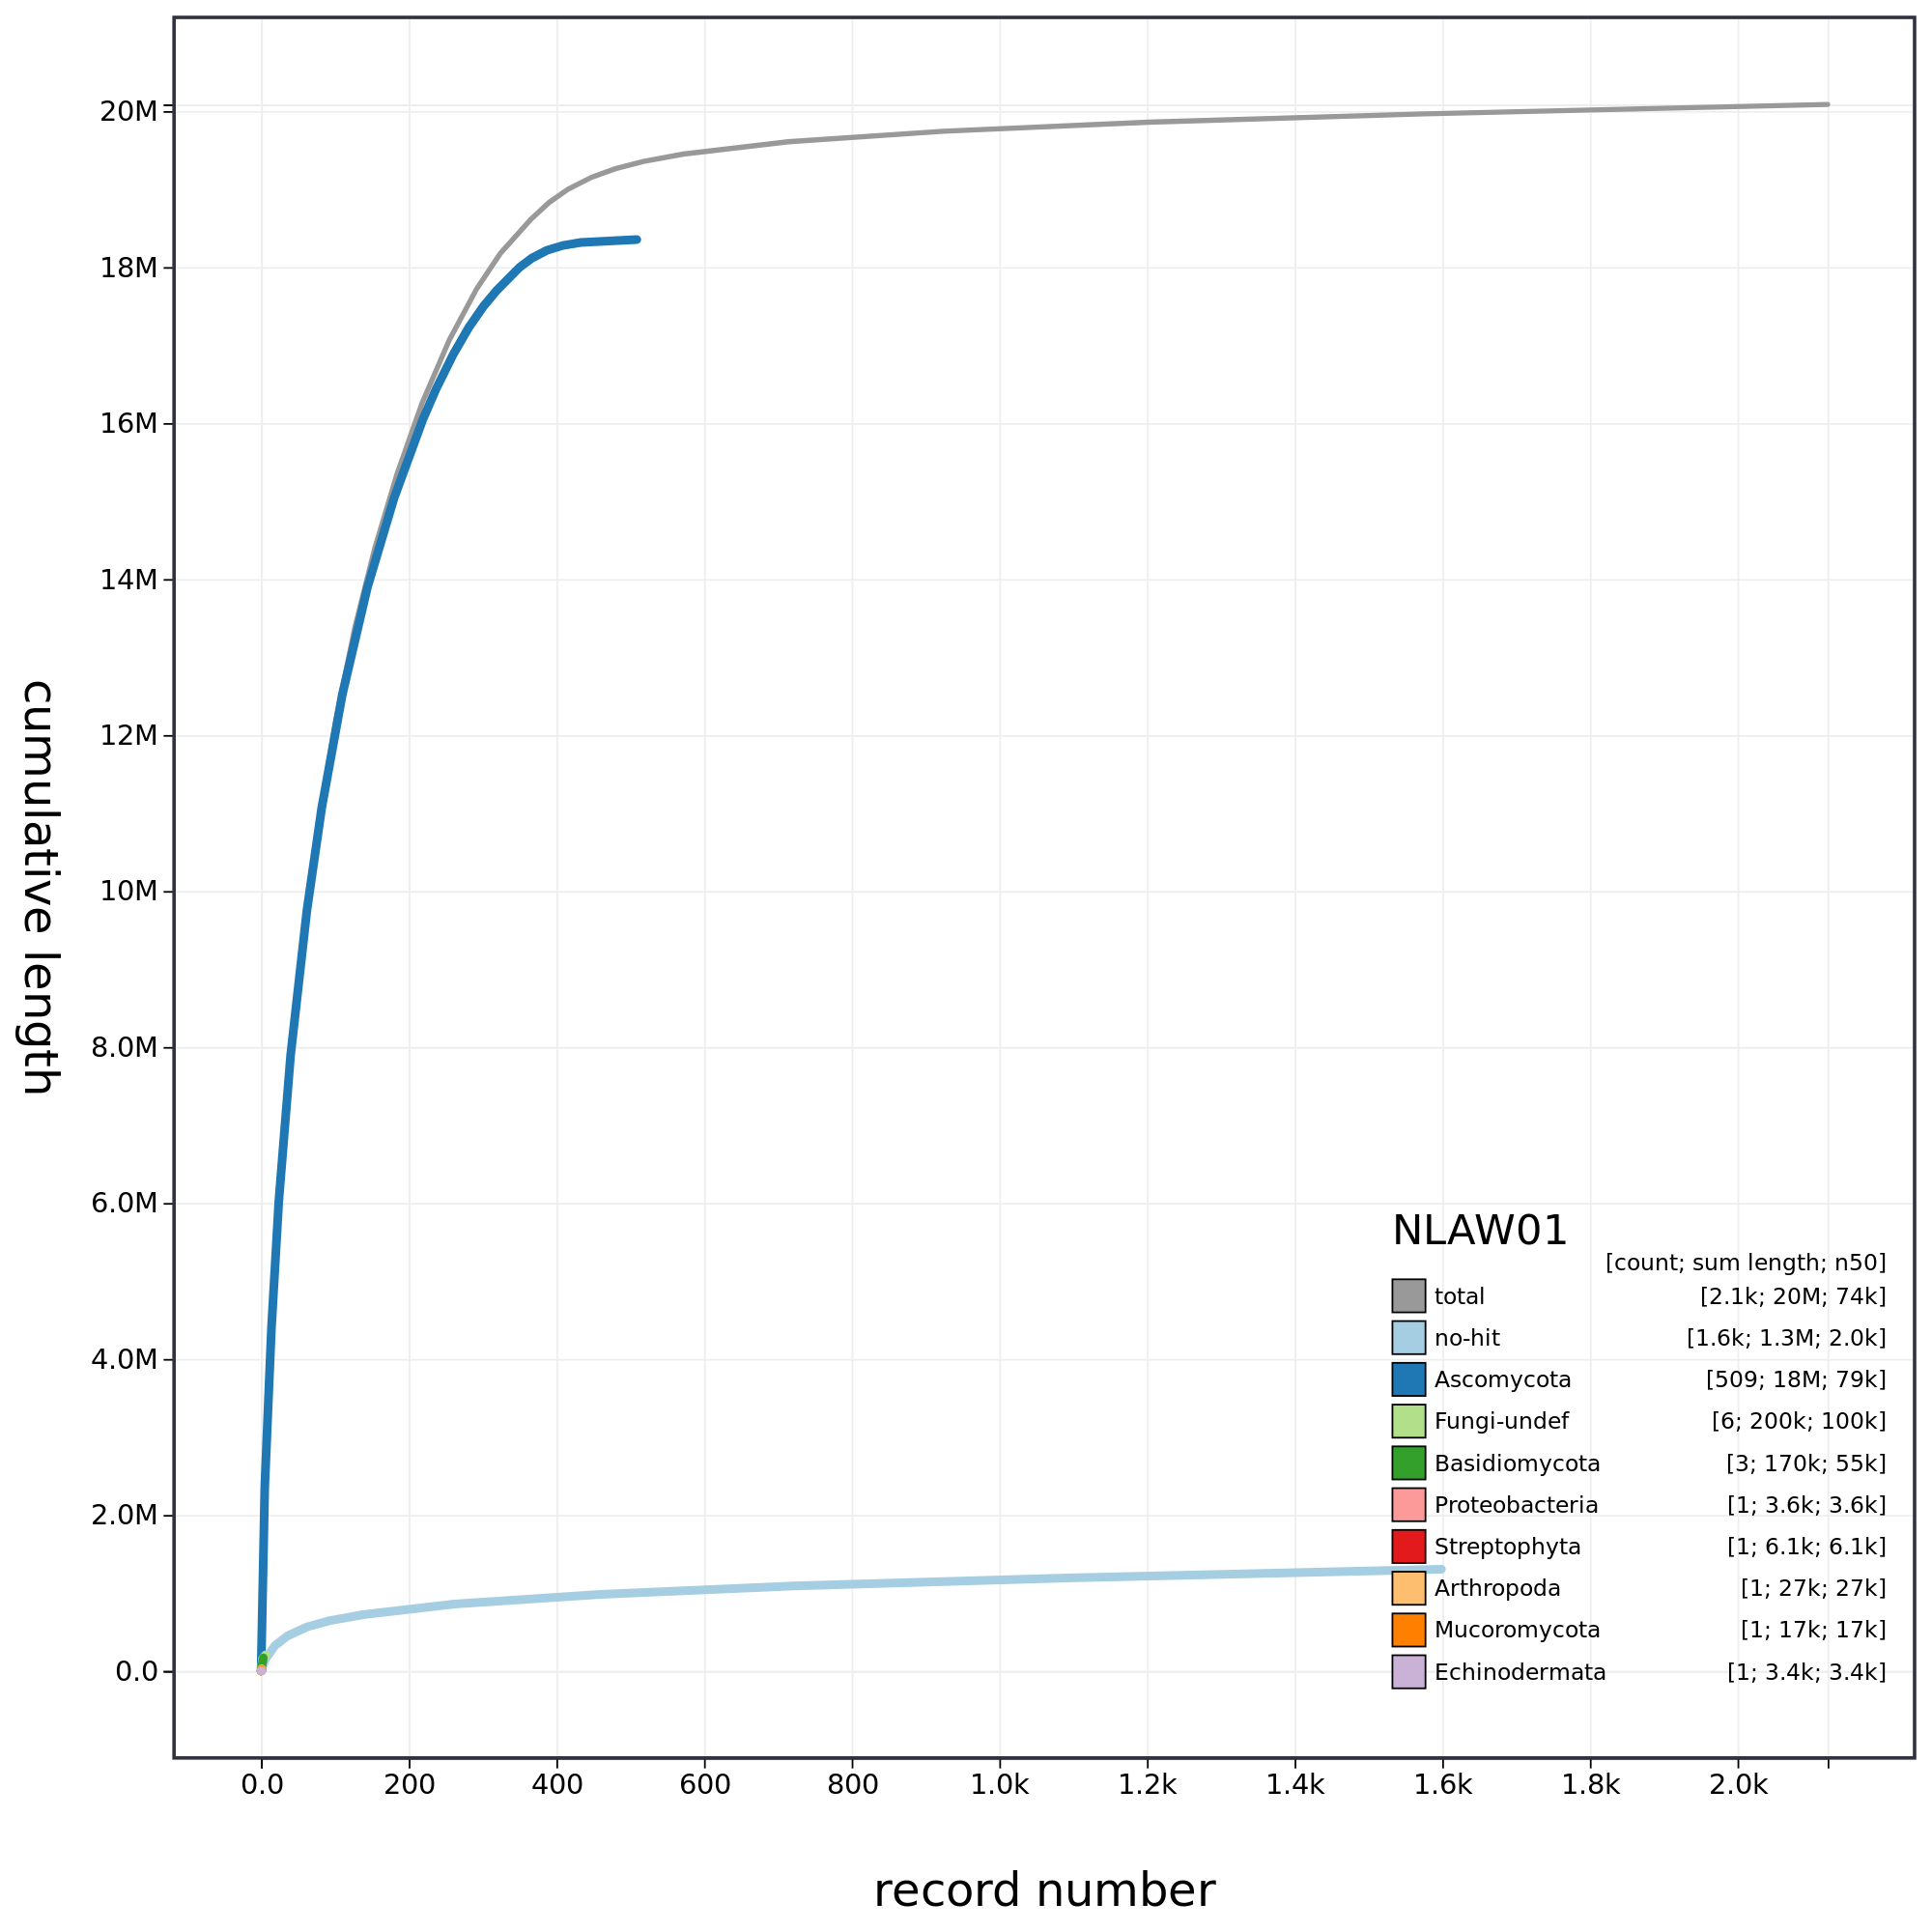 20M
18M
16M
14M
12M
10M
8.0M
6.0M
4.0M
2.0M
0.0
cumulative length
NLAW01
[count; sum length; n50]
total [2.1k; 20M; 74k]
no-hit [1.6k; 1.3M; 2.0k]
Ascomycota [509; 18M; 79k]
Fungi-undef [6; 200k; 100k]
Basidiomycota [3; 170k; 55k]
Proteobacteria [1; 3.6k; 3.6k]
Streptophyta [1; 6.1k; 6.1k]
Arthropoda [1; 27k; 27k]
Mucoromycota [1; 17k; 17k]
Echinodermata [1; 3.4k; 3.4k]
0.0 200 400 600 800 1.0k 1.2k 1.4k 1.6k 1.8k 2.0k
record number